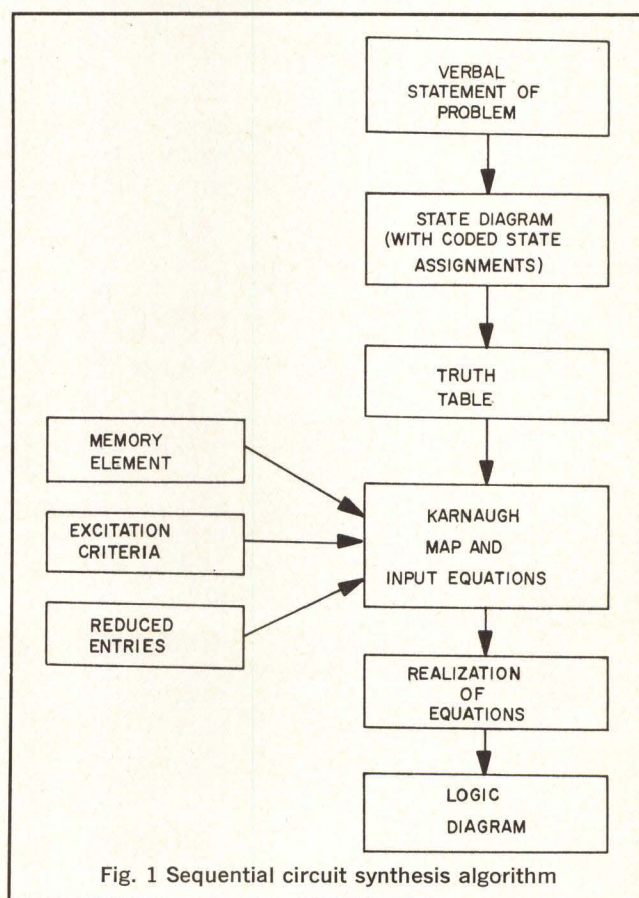 VERBAL
STATEMENT OF
PROBLEM
STATE DIAGRAM
(WITH CODED STATE
ASSIGNMENTS)
TRUTH
TABLE
MEMORY
ELEMENT
EXCITATION
CRITERIA
REDUCED
ENTRIES
KARNAUGH
MAP AND
INPUT EQUATIONS
REALIZATION
OF
EQUATIONS
LOGIC
DIAGRAM
Fig. 1 Sequential circuit synthesis algorithm